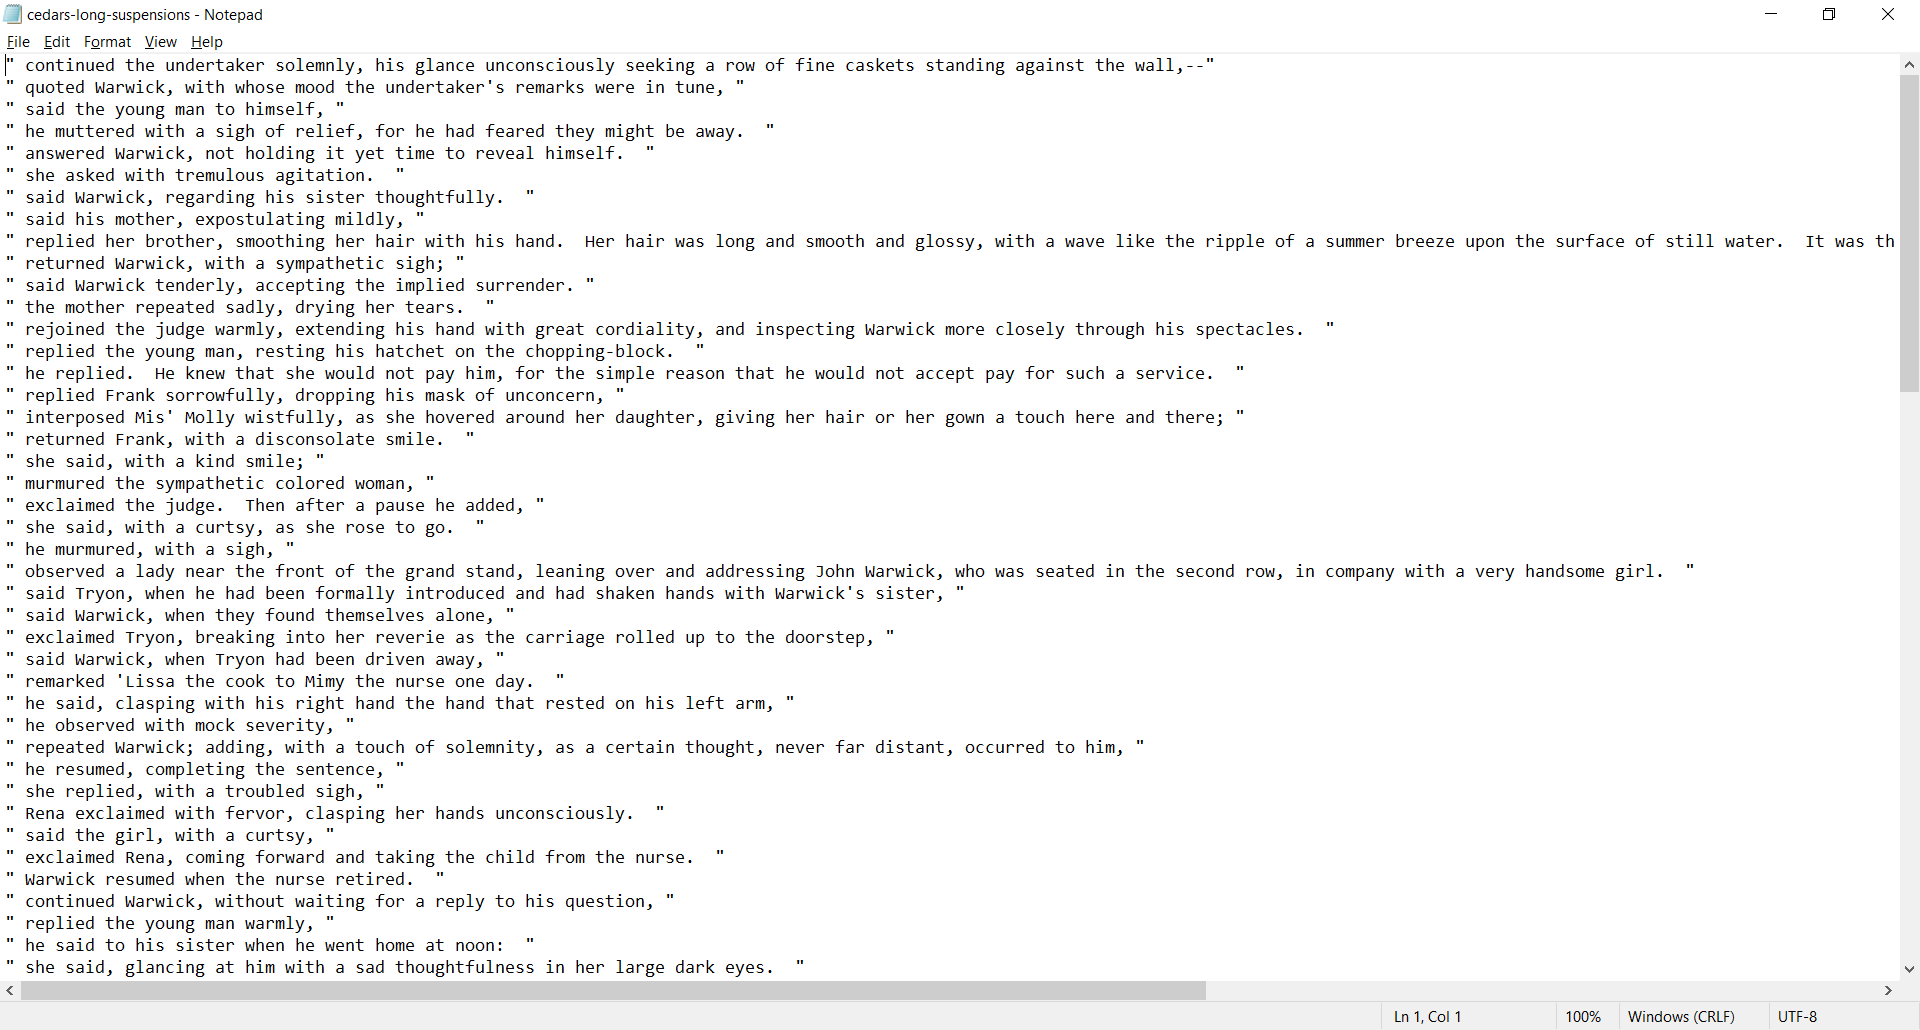 cedars-long-suspensions - Notepad
File Edit Format View Help
" continued the undertaker solemnly, his glance unconsciously seeking a row of fine caskets standing against the wall,--"
" quoted Warwick, with whose mood the undertaker's remarks were in tune, "
" said the young man to himself, "
" he muttered with a sigh of relief, for he had feared they might be away.  "
" answered Warwick, not holding it yet time to reveal himself.  "
" she asked with tremulous agitation.  "
" said Warwick, regarding his sister thoughtfully.  "
" said his mother, expostulating mildly, "
" replied her brother, smoothing her hair with his hand.  Her hair was long and smooth and glossy, with a wave like the ripple of a summer breeze upon the surface of still water.  It was th
" returned Warwick, with a sympathetic sigh; "
" said Warwick tenderly, accepting the implied surrender. "
" the mother repeated sadly, drying her tears.  "
" rejoined the judge warmly, extending his hand with great cordiality, and inspecting Warwick more closely through his spectacles.  "
" replied the young man, resting his hatchet on the chopping-block.  "
" he replied.  He knew that she would not pay him, for the simple reason that he would not accept pay for such a service.  "
" replied Frank sorrowfully, dropping his mask of unconcern, "
" interposed Mis' Molly wistfully, as she hovered around her daughter, giving her hair or her gown a touch here and there; "
" returned Frank, with a disconsolate smile.  "
" she said, with a kind smile; "
" murmured the sympathetic colored woman, "
" exclaimed the judge.  Then after a pause he added, "
" she said, with a curtsy, as she rose to go.  "
" he murmured, with a sigh, "
" observed a lady near the front of the grand stand, leaning over and addressing John Warwick, who was seated in the second row, in company with a very handsome girl.  "
" said Tryon, when he had been formally introduced and had shaken hands with Warwick's sister, "
" said Warwick, when they found themselves alone, "
" exclaimed Tryon, breaking into her reverie as the carriage rolled up to the doorstep, "
" said Warwick, when Tryon had been driven away, "
" remarked 'Lissa the cook to Mimy the nurse one day.  "
" he said, clasping with his right hand the hand that rested on his left arm, "
" he observed with mock severity, "
" repeated Warwick; adding, with a touch of solemnity, as a certain thought, never far distant, occurred to him, "
" he resumed, completing the sentence, "
" she replied, with a troubled sigh, "
" Rena exclaimed with fervor, clasping her hands unconsciously.  "
" said the girl, with a curtsy, "
" exclaimed Rena, coming forward and taking the child from the nurse.  "
" Warwick resumed when the nurse retired.  "
" continued Warwick, without waiting for a reply to his question, "
" replied the young man warmly, "
" he said to his sister when he went home at noon:  "
" she said, glancing at him with a sad thoughtfulness in her large dark eyes.  "
Ln 1, Col 1 100% Windows (CRLF) UTF-8